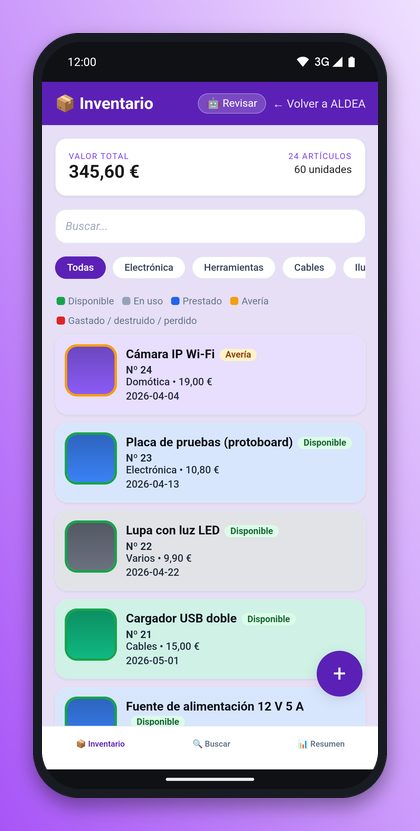 12:00
3G
📦 Inventario
🤖 Revisar
← Volver a ALDEA
VALOR TOTAL
345,60 €
24 ARTÍCULOS
60 unidades
Buscar...
Todas
Electrónica
Herramientas
Cables
Ilu
Disponible
En uso
Prestado
Avería
Gastado / destruido / perdido
Cámara IP Wi-Fi
Avería
Nº 24
Domótica • 19,00 €
2026-04-04
Placa de pruebas (protoboard)
Disponible
Nº 23
Electrónica • 10,80 €
2026-04-13
Lupa con luz LED
Disponible
Nº 22
Varios • 9,90 €
2026-04-22
Cargador USB doble
Disponible
Nº 21
Cables • 15,00 €
2026-05-01
+
Fuente de alimentación 12 V 5 A
Disponible
📦 Inventario
🔍 Buscar
📊 Resumen